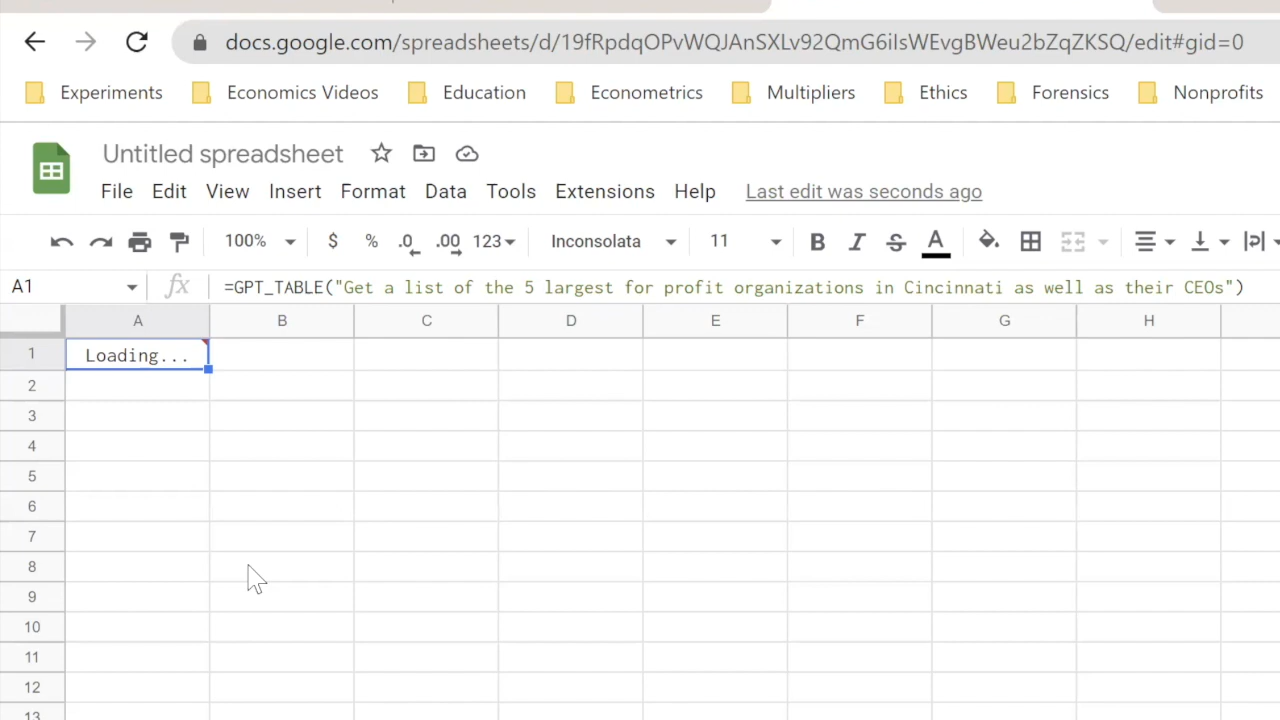 docs.google.com/spreadsheets/d/19fRpdqOPvWQJAnSXLv92QmG6iIsWEvgBWeu2bZqZKSQ/edit#gid=0
Experiments Economics Videos Education Econometrics Multipliers Ethics Forensics Nonprofits
Untitled spreadsheet
File Edit View Insert Format Data Tools Extensions Help Last edit was seconds ago
100% $ % .0 .00 123 Inconsolata 11 B I S A
A1 fx =GPT_TABLE("Get a list of the 5 largest for profit organizations in Cincinnati as well as their CEOs")
A B C D E F G H
1 Loading...
2
3
4
5
6
7
8
9
10
11
12
13